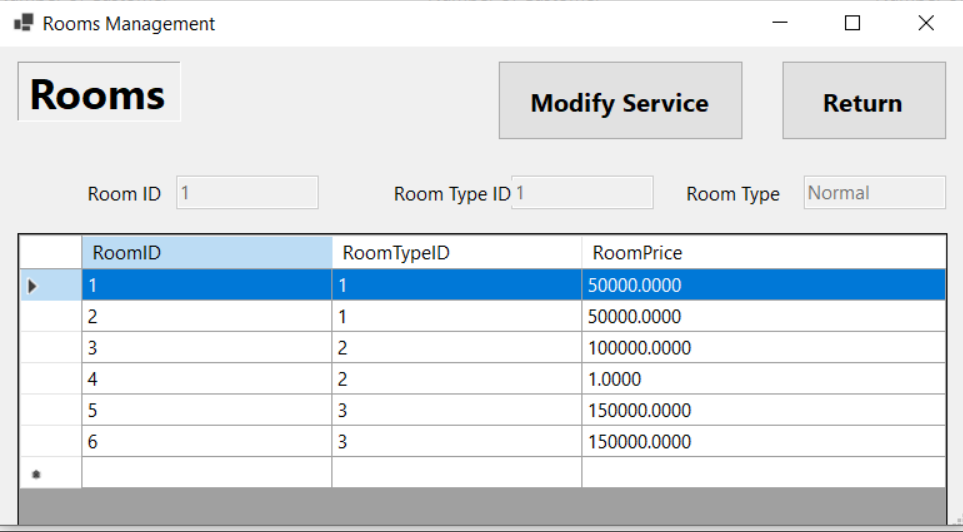 Rooms Management
Rooms
Modify Service
Return
Room ID 1 Room Type ID 1 Room Type Normal
RoomID RoomTypeID RoomPrice
1 1 50000.0000
2 1 50000.0000
3 2 100000.0000
4 2 1.0000
5 3 150000.0000
6 3 150000.0000